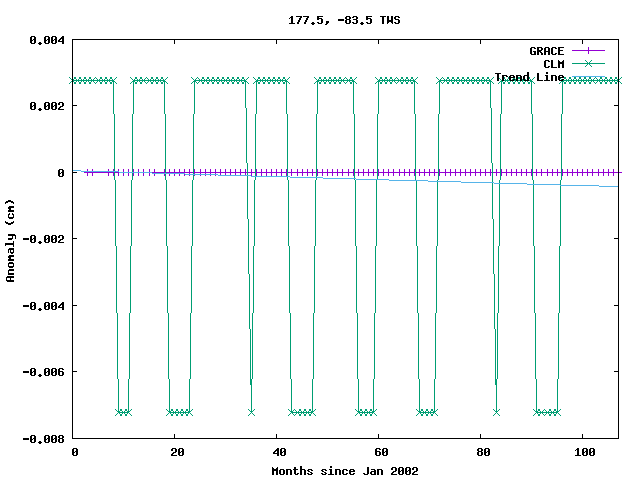 177.5, -83.5 TWS
0.004
GRACE
CLM
Trend Line
0.002
0
-0.002
Anomaly (cm)
-0.004
-0.006
-0.008
0 20 40 60 80 100
Months since Jan 2002